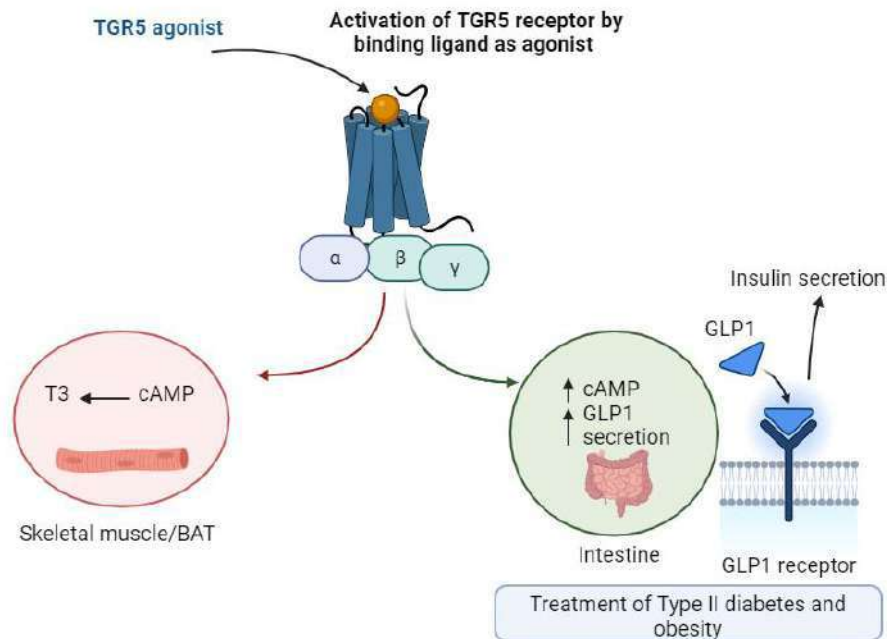 TGR5 agonist
Activation of TGR5 receptor by
binding ligand as agonist
α
β
γ
Insulin secretion
GLP1
T3
cAMP
cAMP
GLP1
secretion
Skeletal muscle/BAT
Intestine
GLP1 receptor
Treatment of Type II diabetes and
obesity